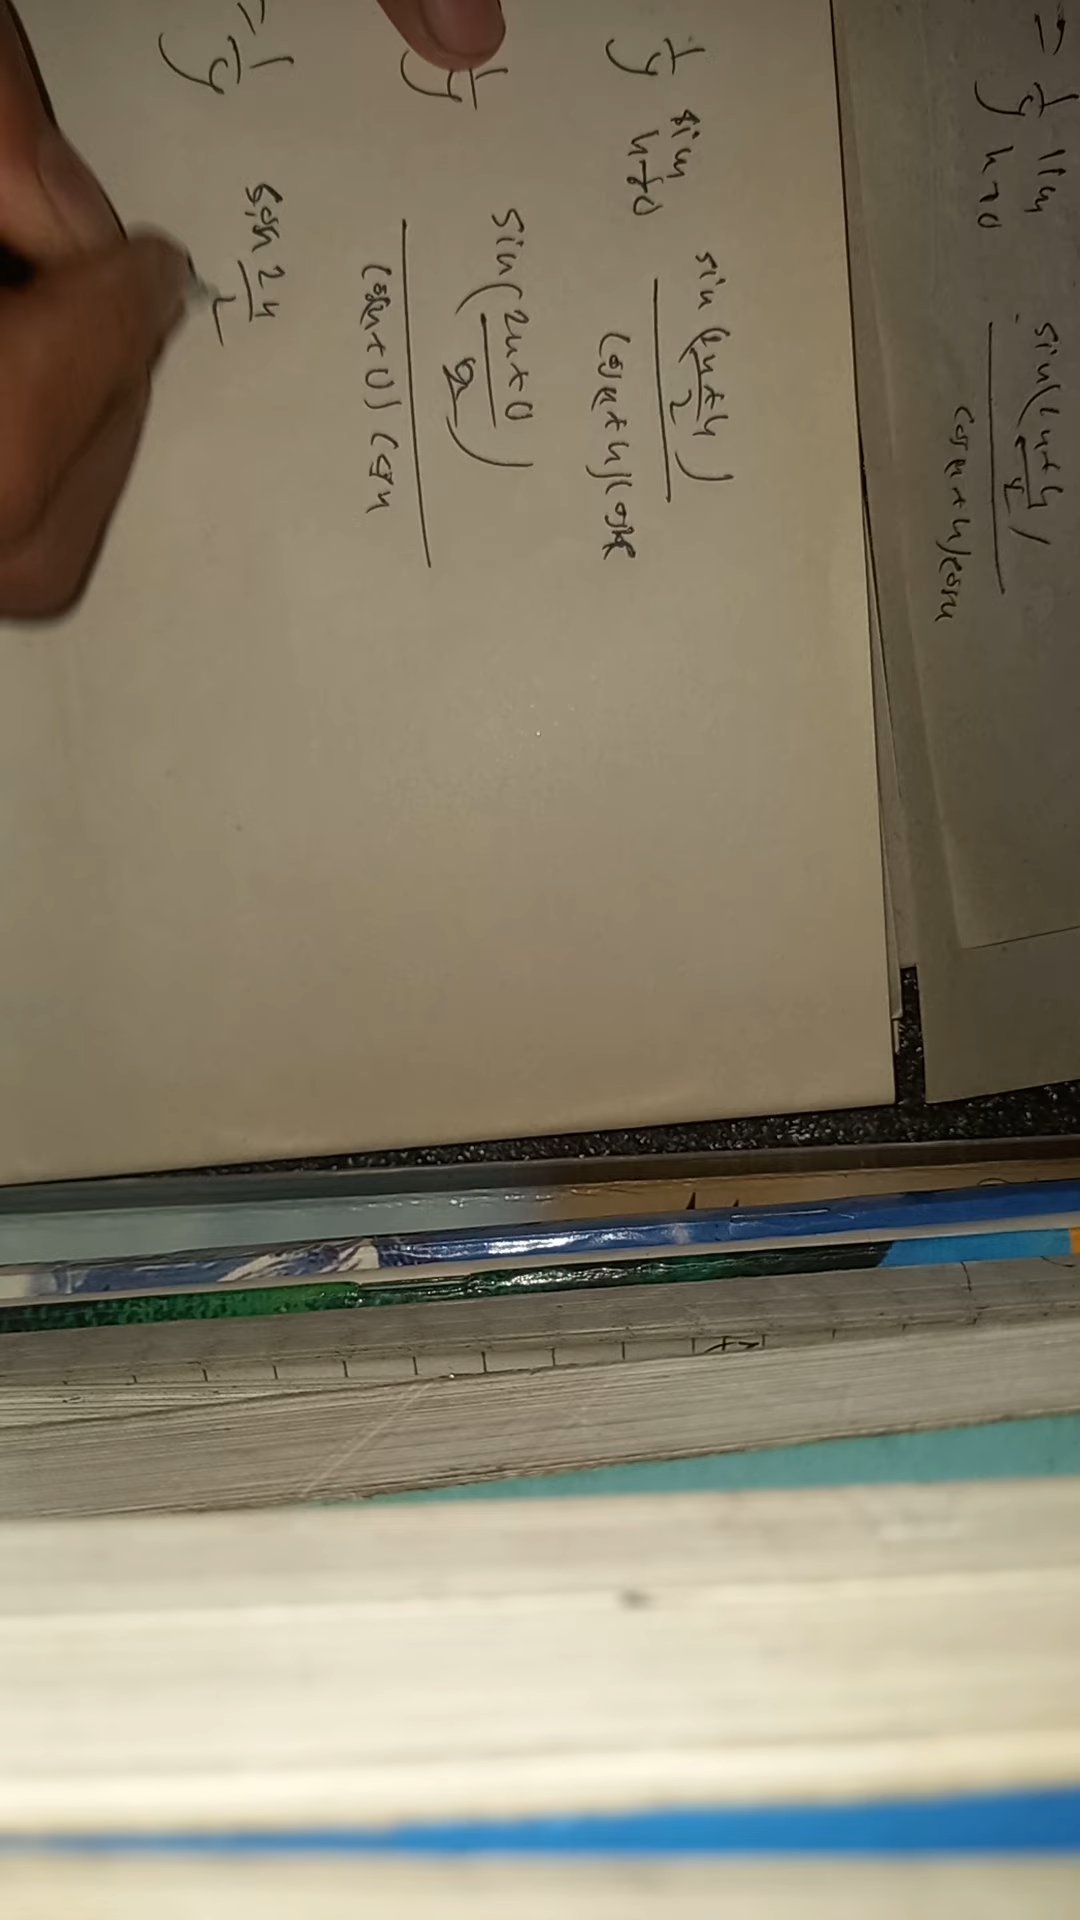 = 1/y lim h→0 sin(2x+h/2) / cos x+h) cos x
1/y lim h→0 sin(2x+h/2) / cos x+h) cos x
1/y sin(2x+0/2) / cos x+0) cos x
= 1/y sin 2x/2